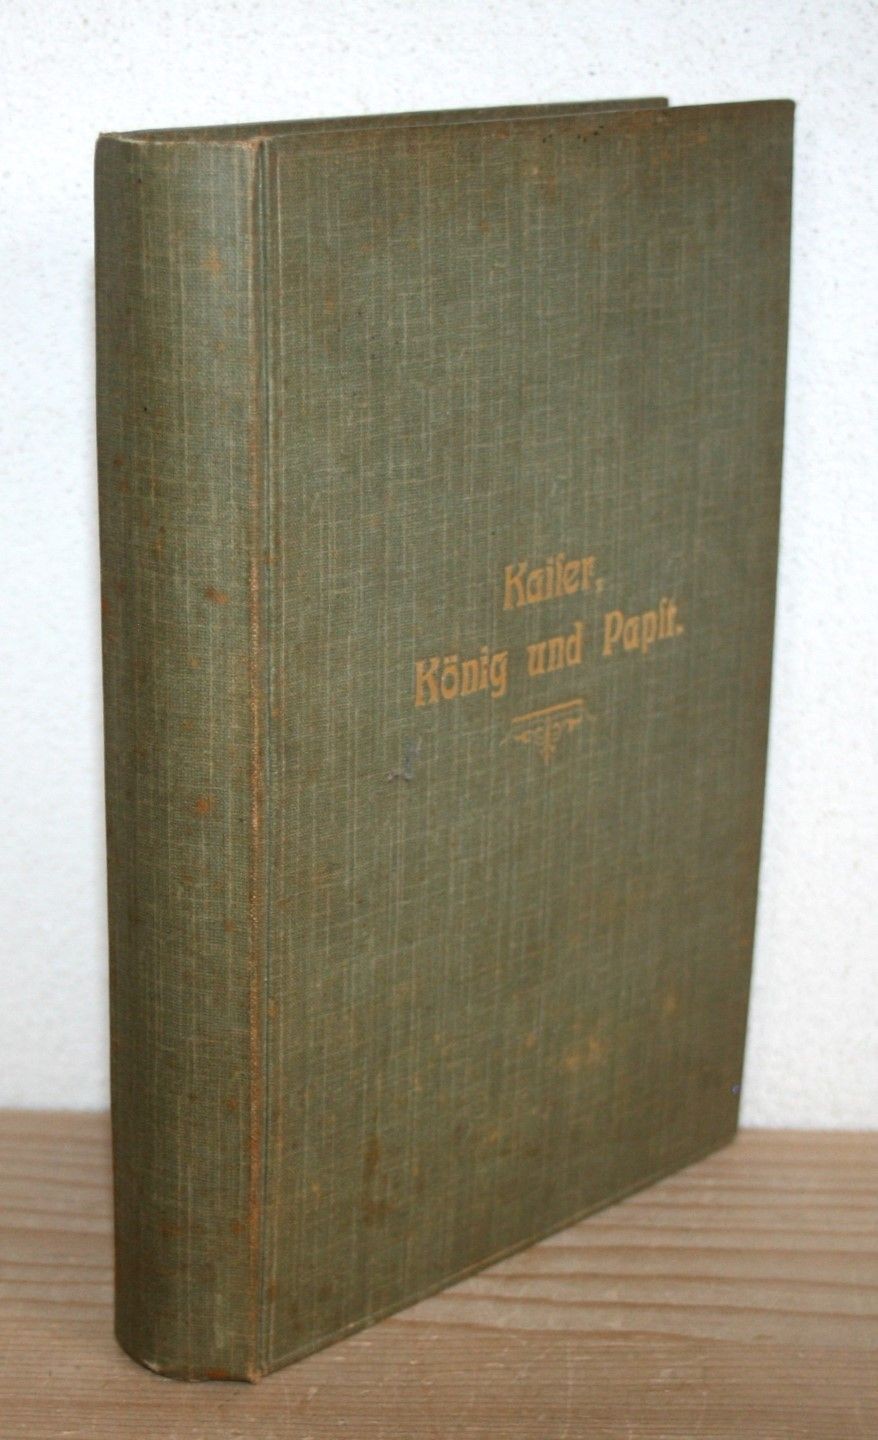 Kaiſer,
König und Papſt.